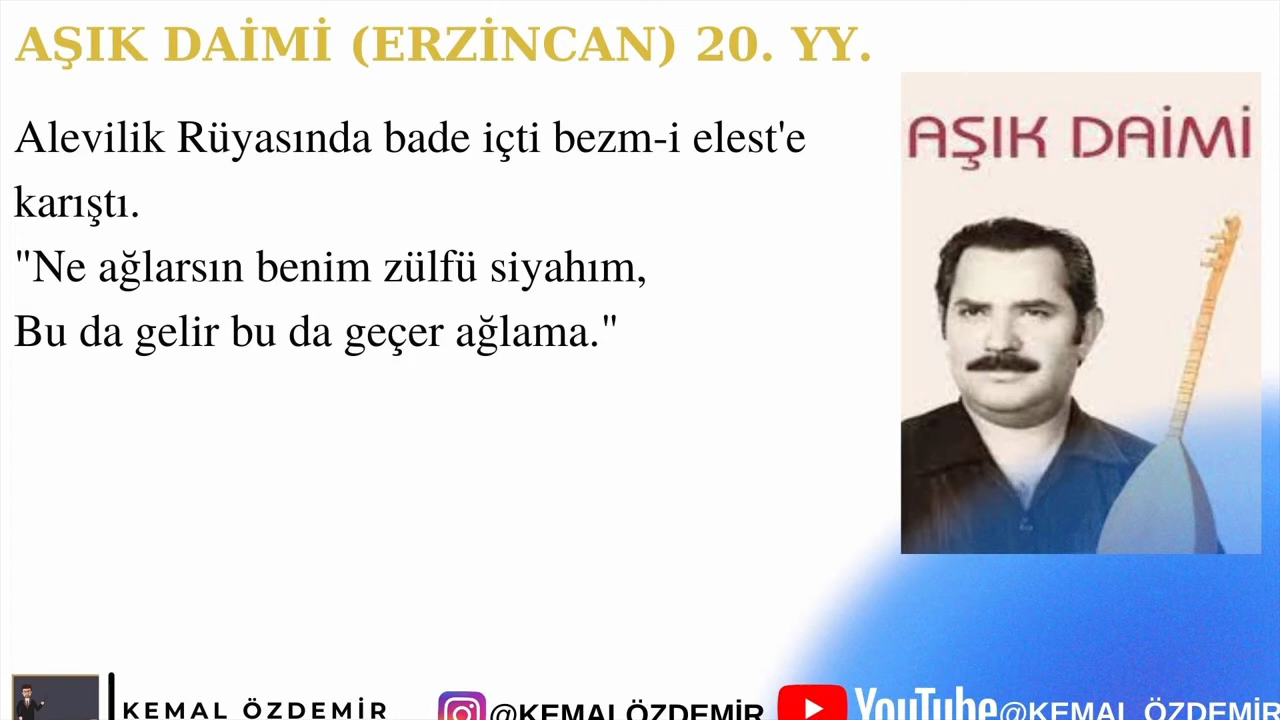 AŞIK DAİMİ (ERZİNCAN) 20. YY.
AŞIK DAİMİ
Alevilik Rüyasında bade içti bezm-i elest'e
karıştı.
"Ne ağlarsın benim zülfü siyahım,
Bu da gelir bu da geçer ağlama."
KEMAL ÖZDEMİR
@KEMALÖZDEMİR
YouTube@KEMAL_ÖZDEMİR